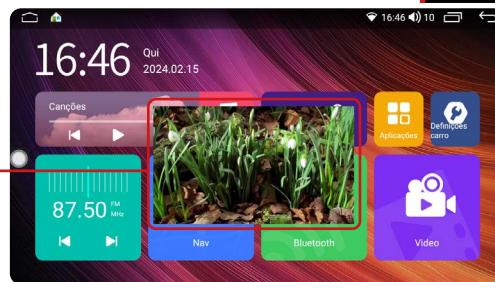 16:46 10
16:46
Qui
2024.02.15
Canções
Aplicações
Definições
carro
87.50 FM
MHz
Nav
Bluetooth
Video